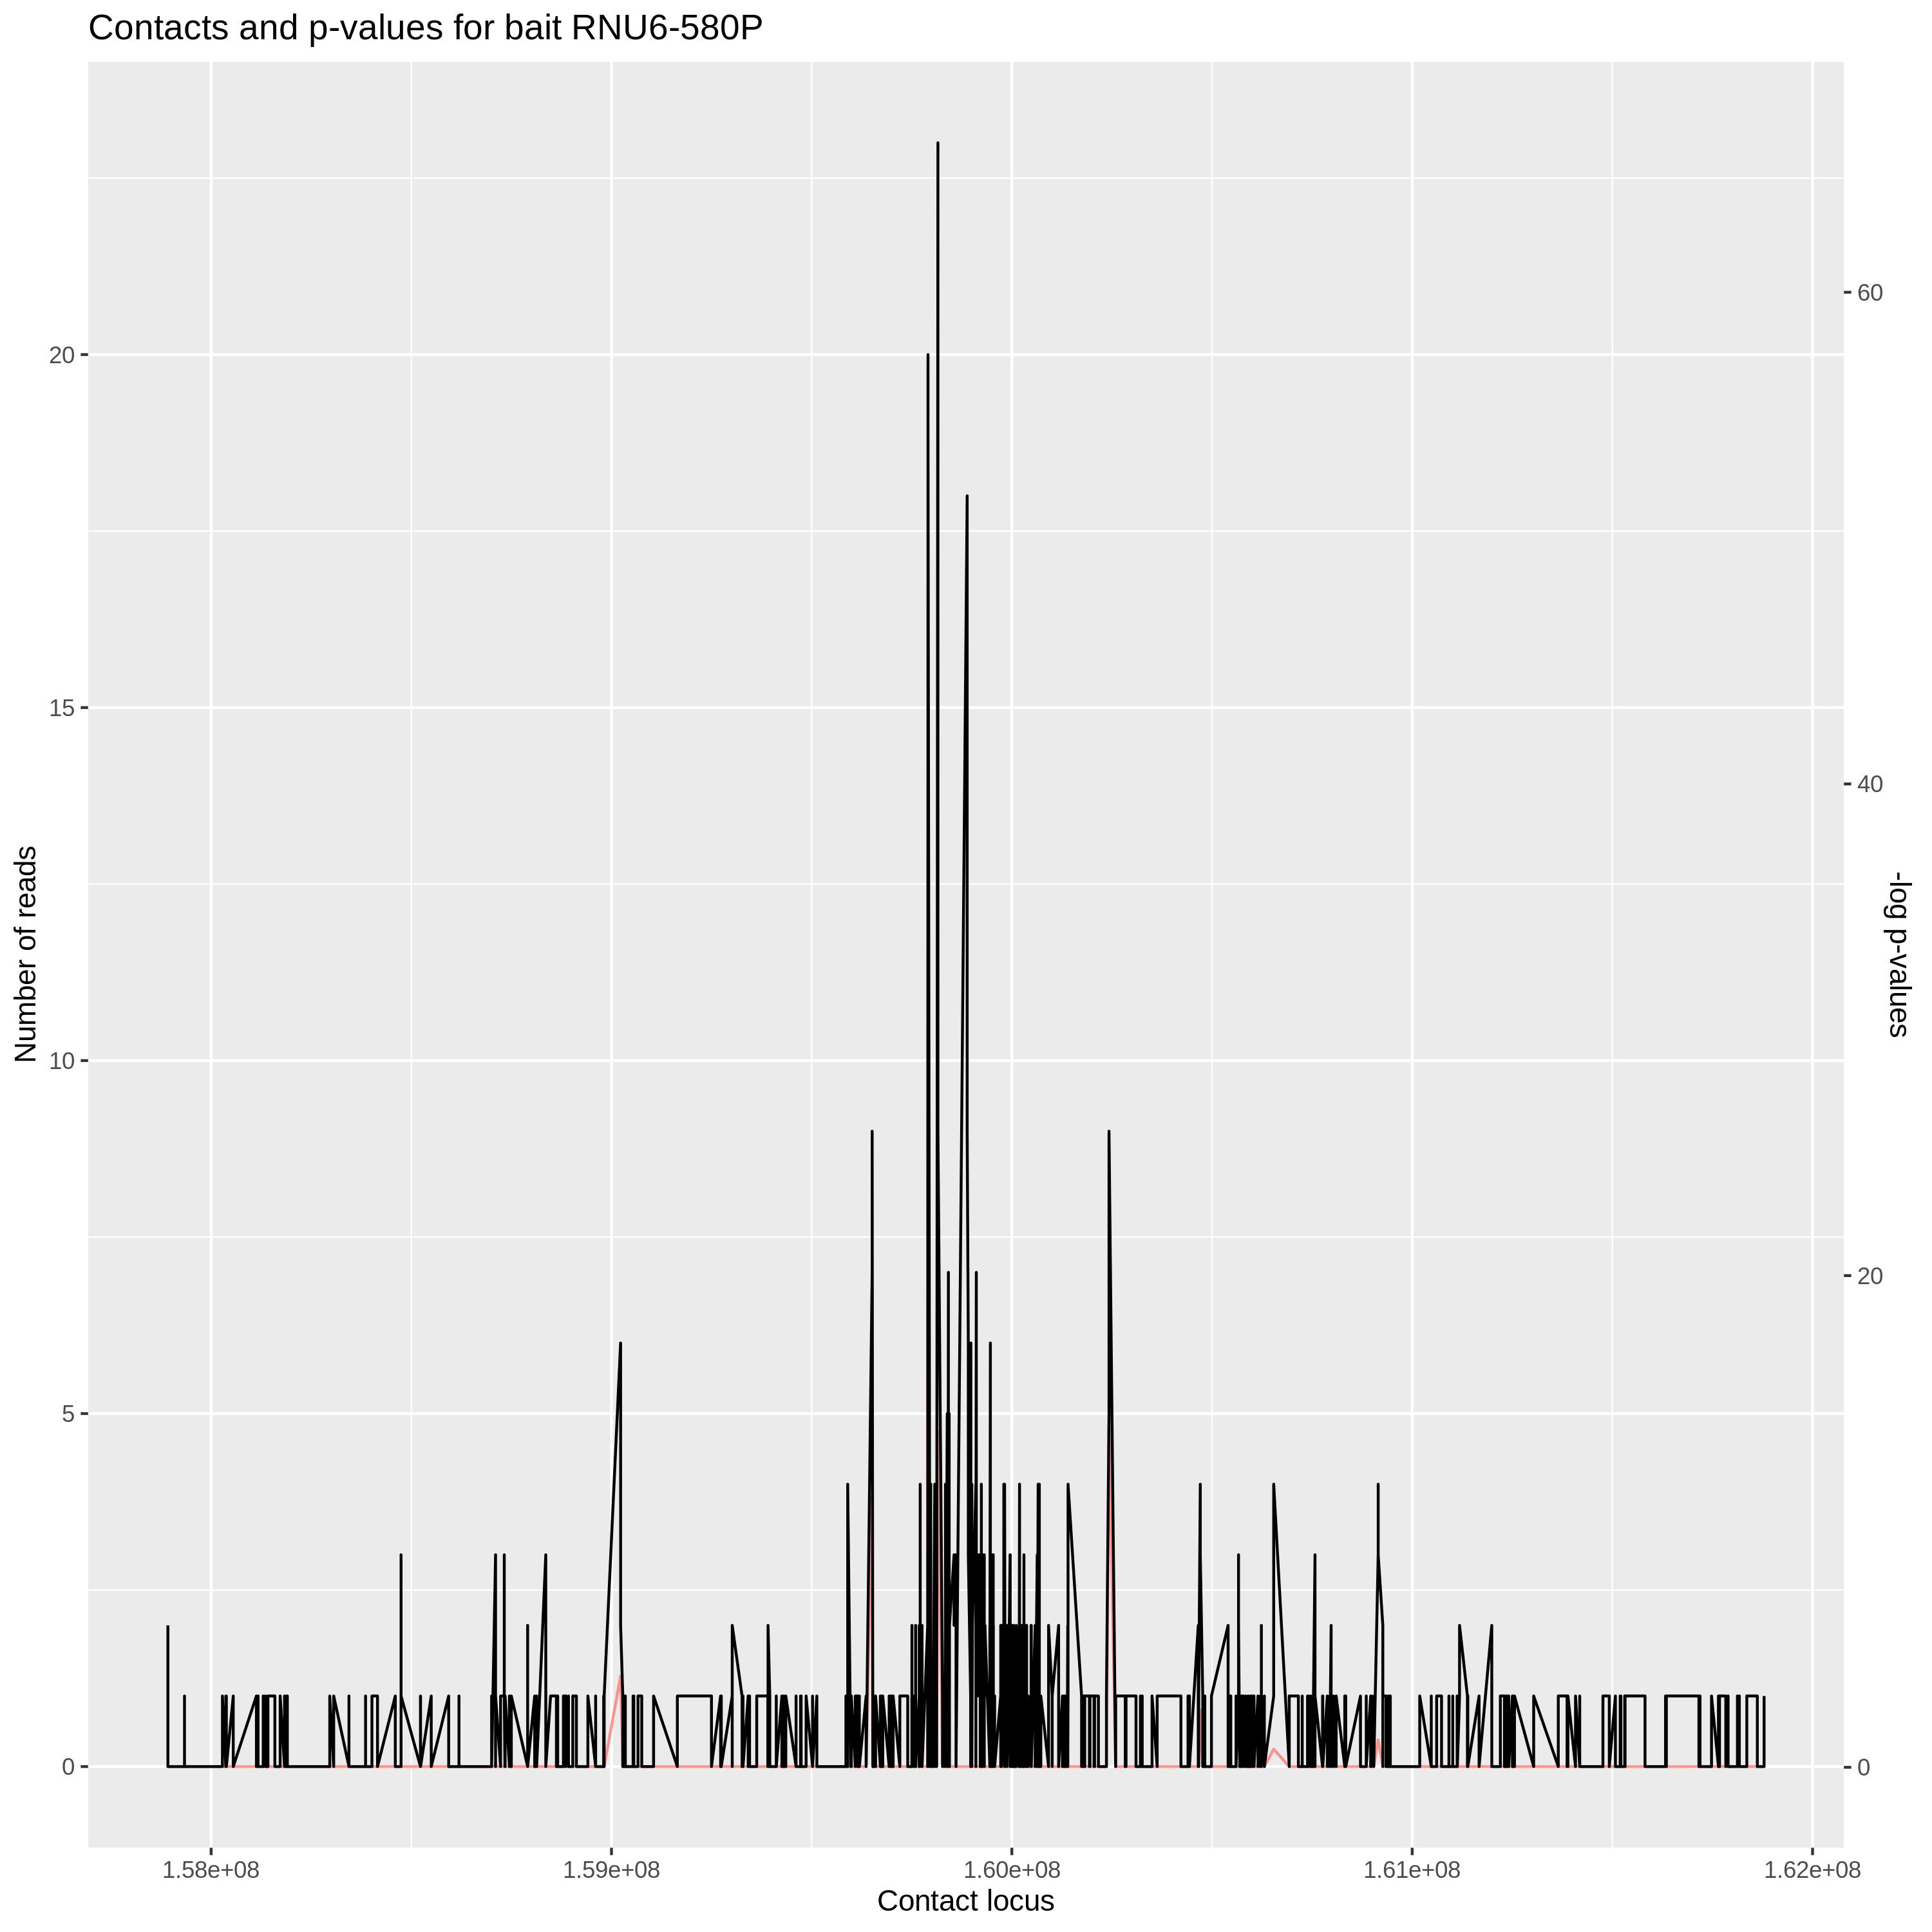 Contacts and p-values for bait RNU6-580P
20
15
10
5
0
Number of reads
60
40
20
0
-log p-values
1.58e+08 1.59e+08 1.60e+08 1.61e+08 1.62e+08
Contact locus